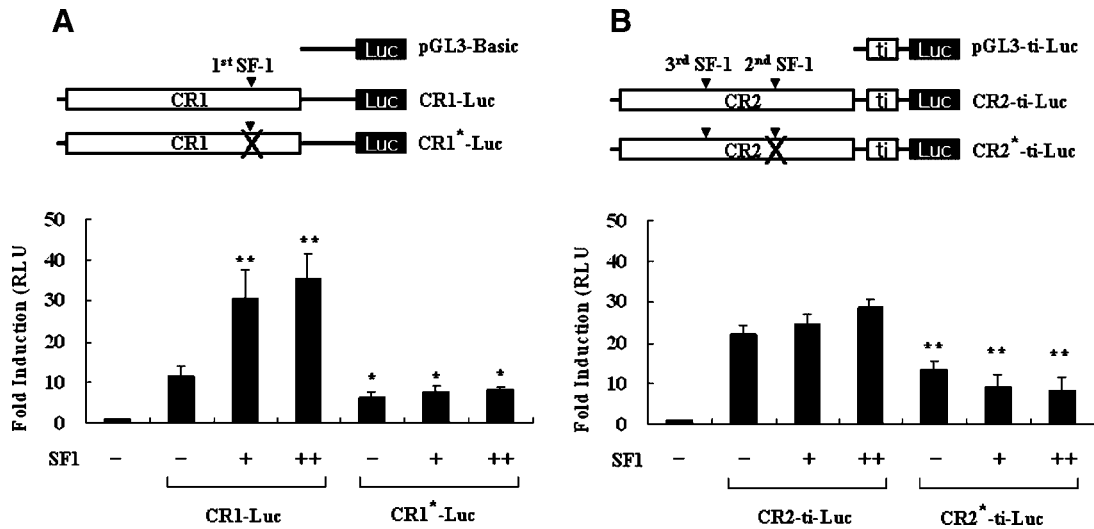 A
Luc pGL3-Basic
1st SF-1
CR1 Luc CR1-Luc
CR1 X Luc CR1*-Luc
Fold Induction (RLU
50
40
30
20
10
0
** ** * * *
SF1 – – + ++ – + ++
CR1-Luc CR1*-Luc
B
ti Luc pGL3-ti-Luc
3rd SF-1 2nd SF-1
CR2 ti Luc CR2-ti-Luc
CR2 X ti Luc CR2*-ti-Luc
Fold Induction (RLU
50
40
30
20
10
0
** ** **
– – + ++ – + ++
CR2-ti-Luc CR2*-ti-Luc